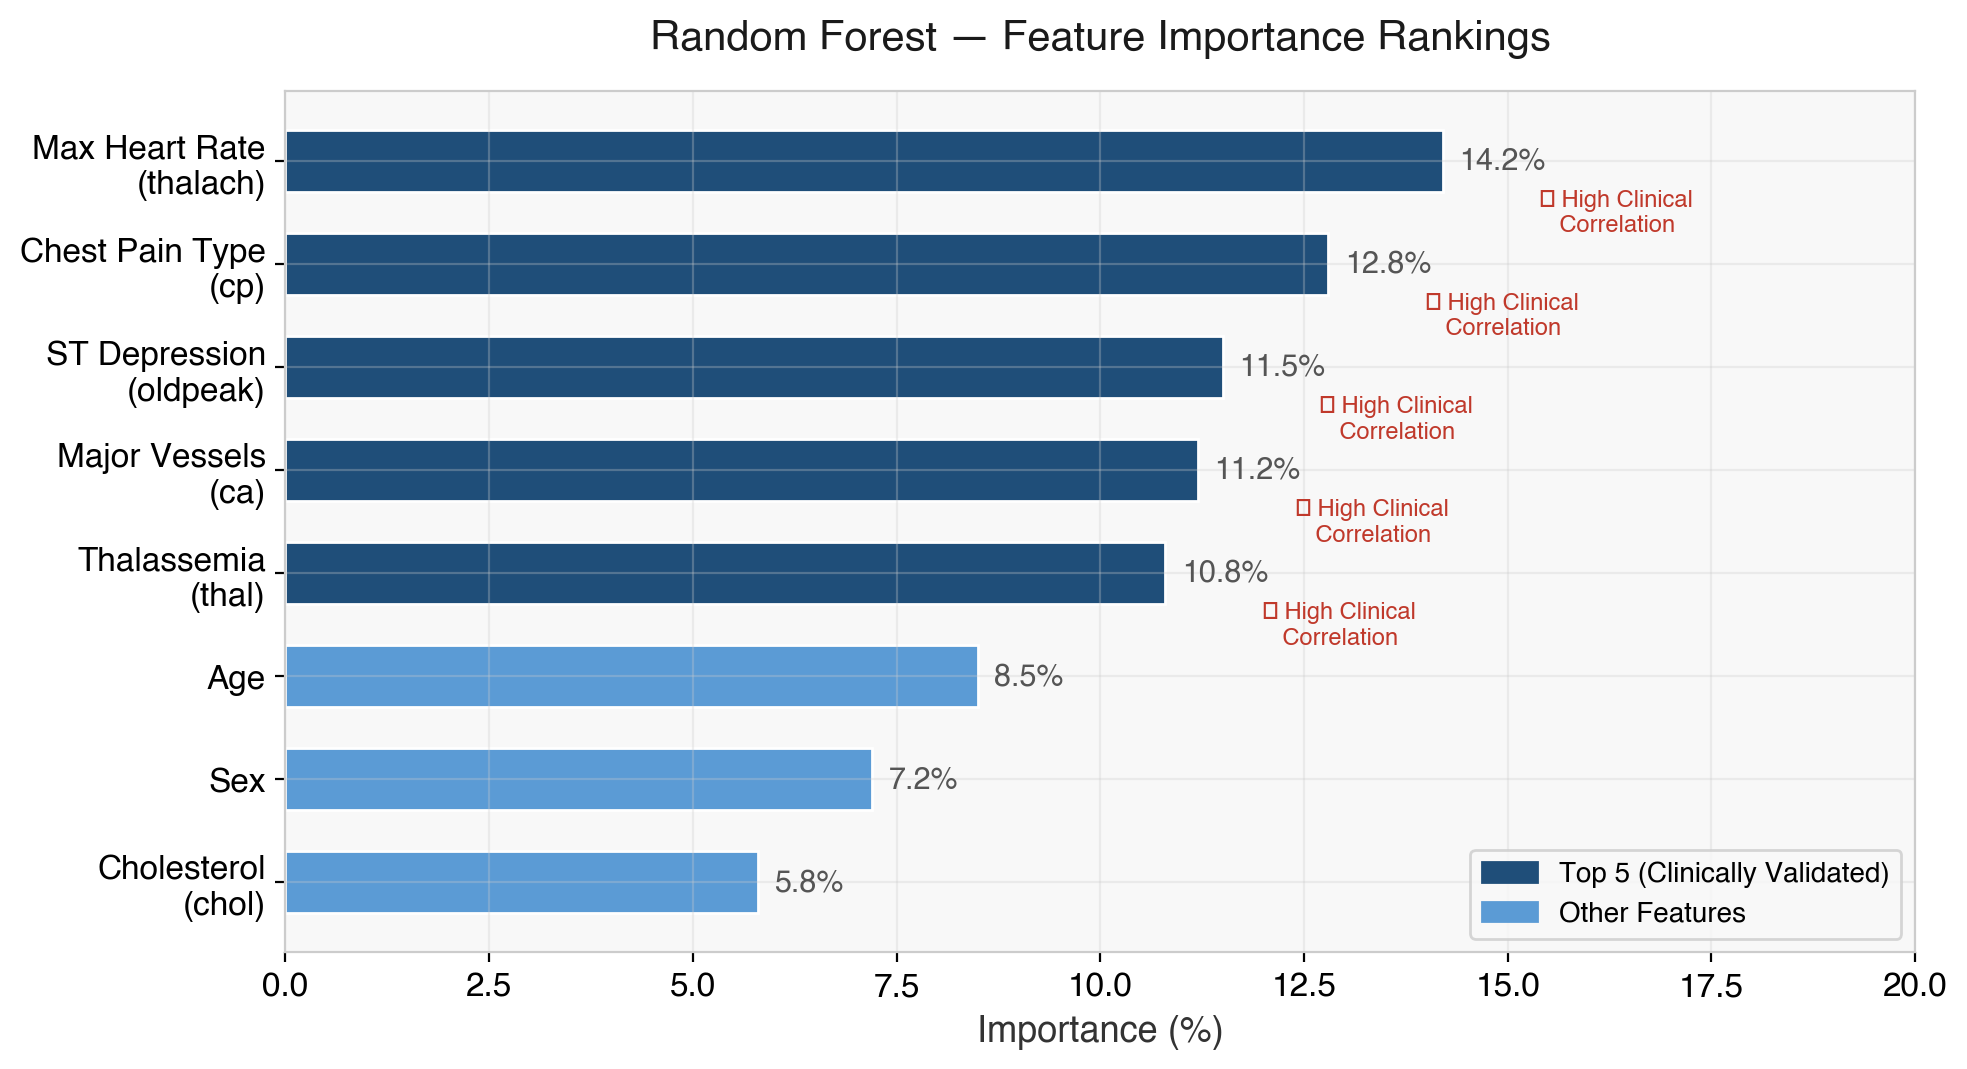 Random Forest — Feature Importance Rankings
Max Heart Rate
(thalach)
14.2%
High Clinical
Correlation
Chest Pain Type
(cp)
12.8%
High Clinical
Correlation
ST Depression
(oldpeak)
11.5%
High Clinical
Correlation
Major Vessels
(ca)
11.2%
High Clinical
Correlation
Thalassemia
(thal)
10.8%
High Clinical
Correlation
Age
8.5%
Sex
7.2%
Cholesterol
(chol)
5.8%
Top 5 (Clinically Validated)
Other Features
0.0 2.5 5.0 7.5 10.0 12.5 15.0 17.5 20.0
Importance (%)